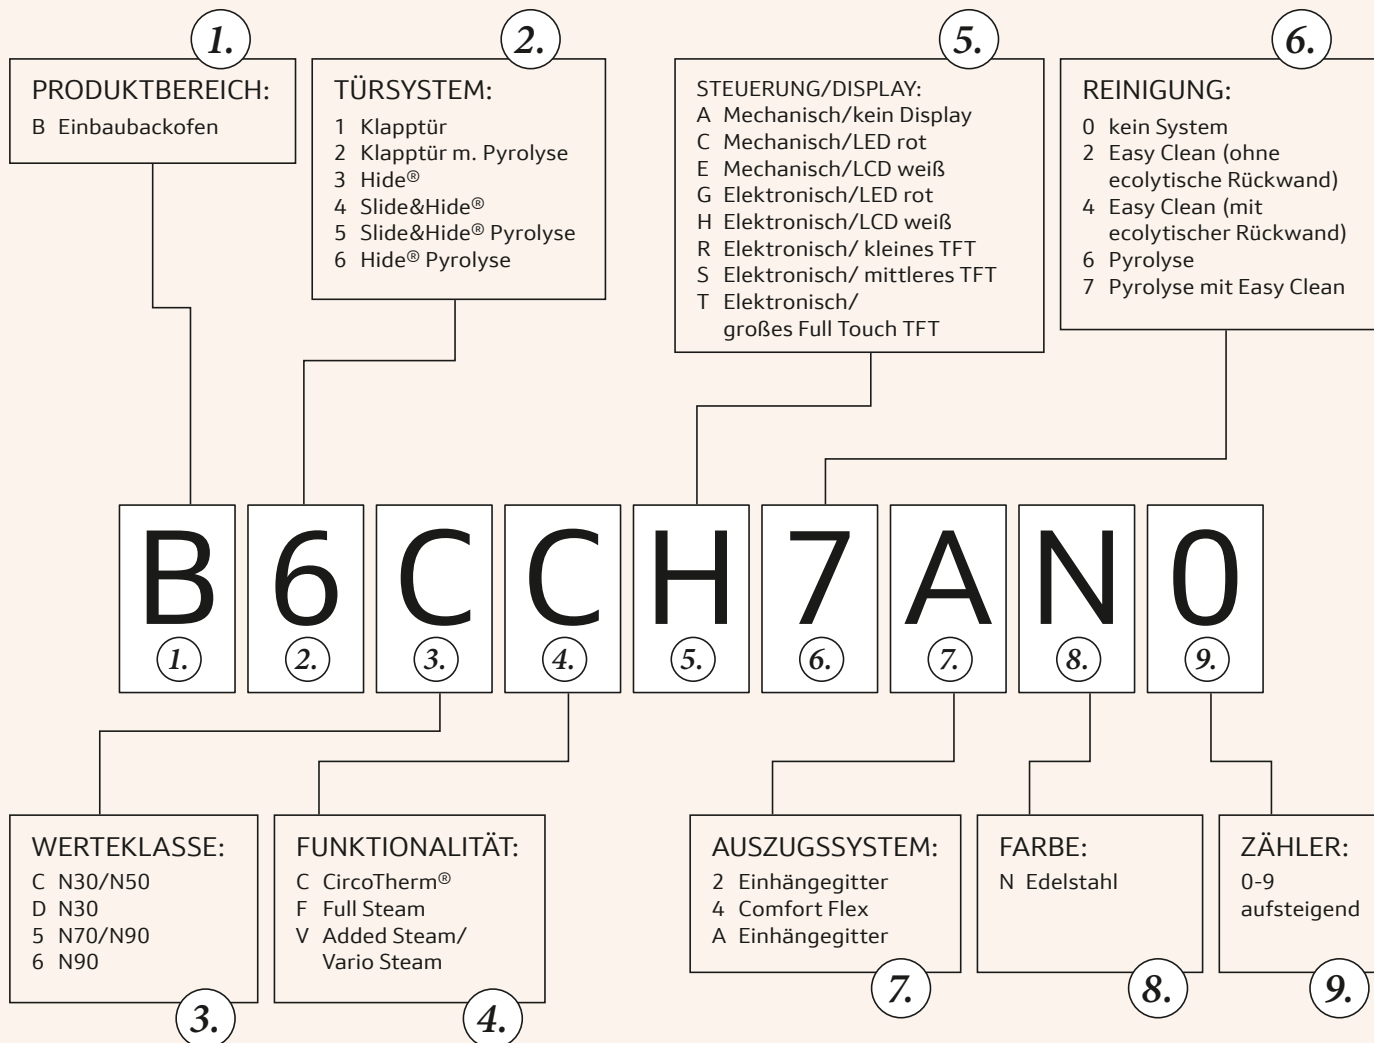 1.
PRODUKTBEREICH:
B Einbaubackofen
2.
TÜRSYSTEM:
1 Klapptür
2 Klapptür m. Pyrolyse
3 Hide®
4 Slide&Hide®
5 Slide&Hide® Pyrolyse
6 Hide® Pyrolyse
5.
STEUERUNG/DISPLAY:
A Mechanisch/kein Display
C Mechanisch/LED rot
E Mechanisch/LCD weiß
G Elektronisch/LED rot
H Elektronisch/LCD weiß
R Elektronisch/ kleines TFT
S Elektronisch/ mittleres TFT
T Elektronisch/
großes Full Touch TFT
6.
REINIGUNG:
0 kein System
2 Easy Clean (ohne
ecolytische Rückwand)
4 Easy Clean (mit
ecolytischer Rückwand)
6 Pyrolyse
7 Pyrolyse mit Easy Clean
B 6 C C H 7 A N 0
1. 2. 3. 4. 5. 6. 7. 8. 9.
WERTEKLASSE:
C N30/N50
D N30
5 N70/N90
6 N90
3.
FUNKTIONALITÄT:
C CircoTherm®
F Full Steam
V Added Steam/
Vario Steam
4.
AUSZUGSSYSTEM:
2 Einhängegitter
4 Comfort Flex
A Einhängegitter
7.
FARBE:
N Edelstahl
8.
ZÄHLER:
0-9
aufsteigend
9.